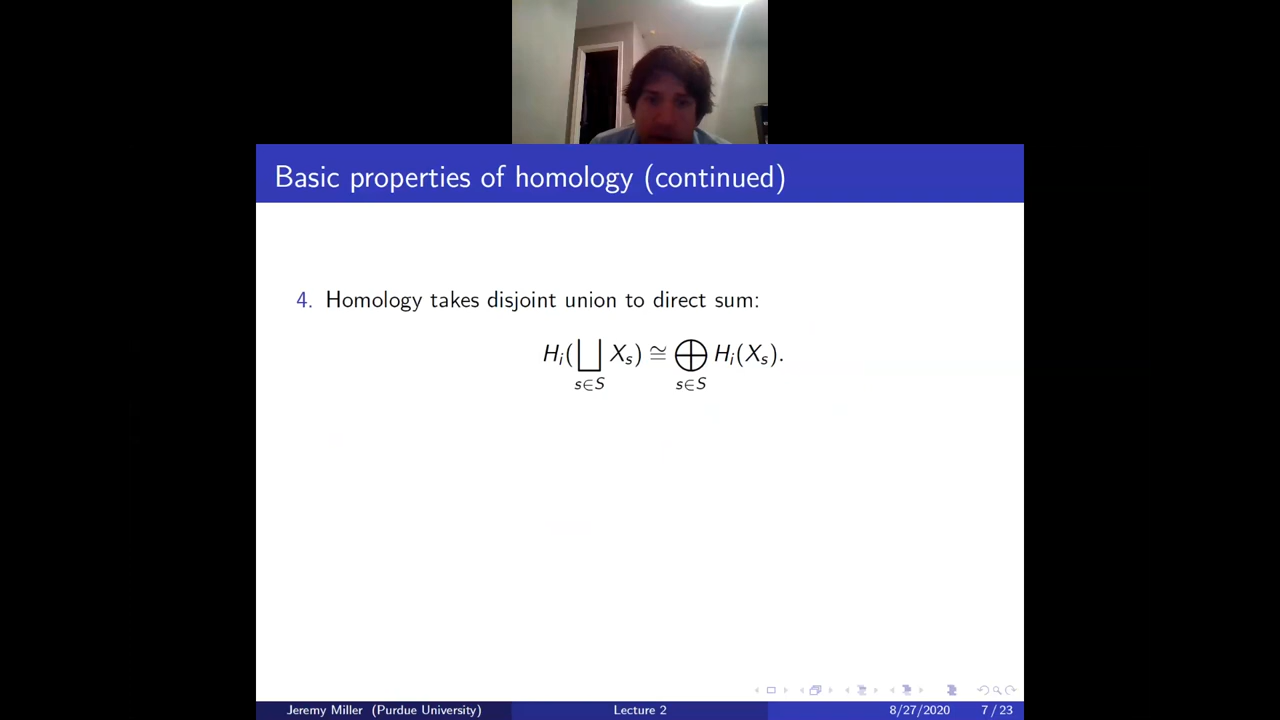 Basic properties of homology (continued)
4. Homology takes disjoint union to direct sum:
H_i(⨆_{s∈S} X_s) ≅ ⨁_{s∈S} H_i(X_s).
Jeremy Miller (Purdue University) Lecture 2 8/27/2020 7 / 23